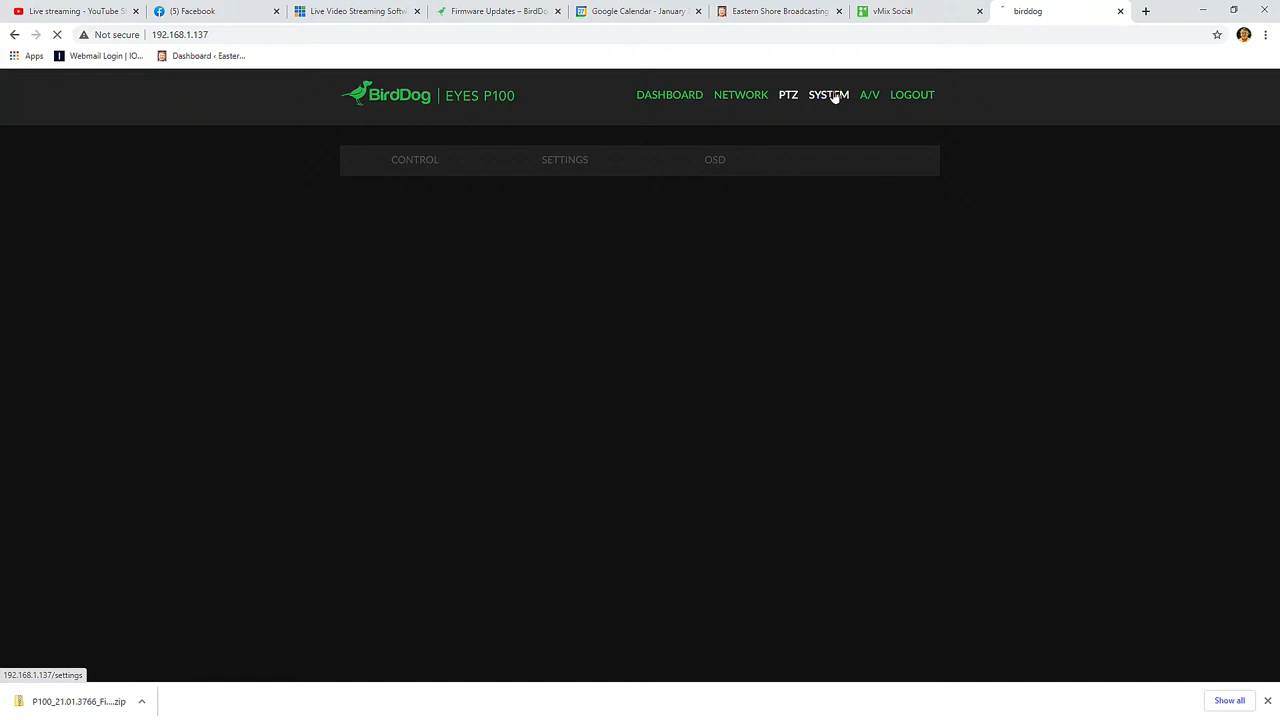 Live streaming - YouTube S
(5) Facebook
Live Video Streaming Softw
Firmware Updates – BirdDo
Google Calendar - January
Eastern Shore Broadcasting
vMix Social
birddog
Not secure
192.168.1.137
Apps
Webmail Login | IO...
Dashboard ‹ Easter...
BirdDog | EYES P100
DASHBOARD
NETWORK
PTZ
SYSTEM
A/V
LOGOUT
CONTROL
SETTINGS
OSD
192.168.1.137/settings
P100_21.01.3766_Fi....zip
Show all